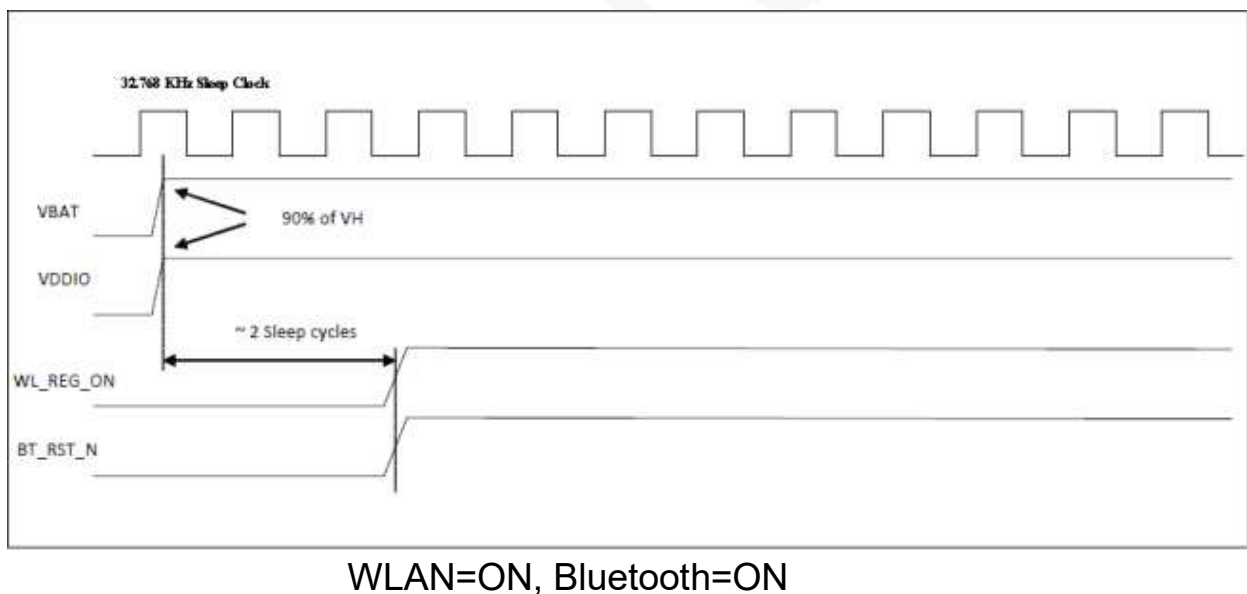 32.768 KHz Sleep Clock
VBAT
90% of VH
VDDIO
~ 2 Sleep cycles
WL_REG_ON
BT_RST_N
WLAN=ON, Bluetooth=ON